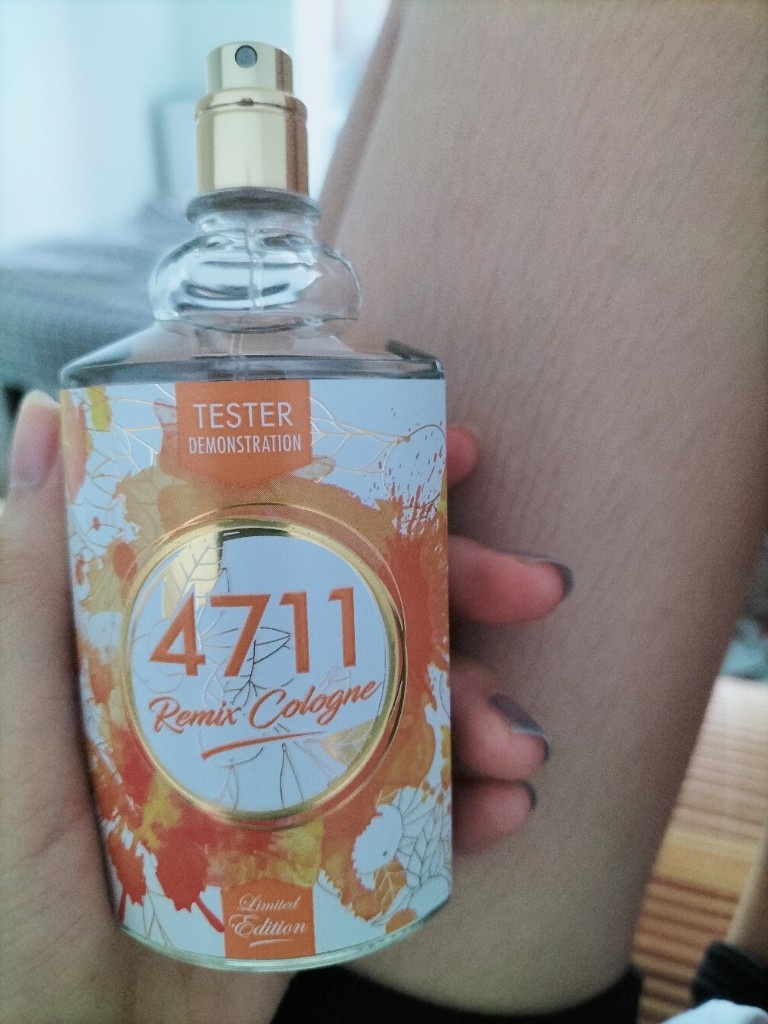 TESTER
DEMONSTRATION
4711
Remix Cologne
Limited
Edition